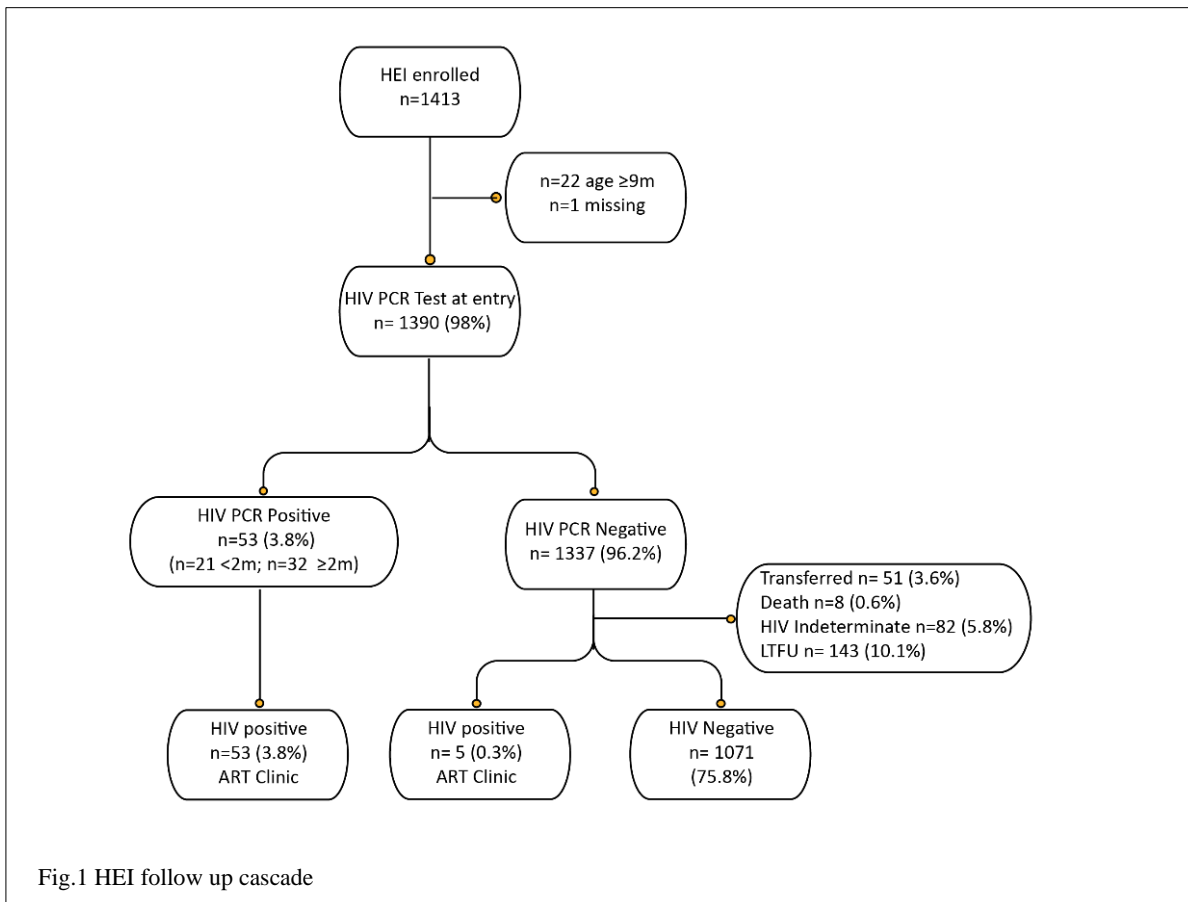 HEI enrolled
n=1413
n=22 age ≥9m
n=1 missing
HIV PCR Test at entry
n= 1390 (98%)
HIV PCR Positive
n=53 (3.8%)
(n=21 <2m; n=32 ≥2m)
HIV PCR Negative
n= 1337 (96.2%)
Transferred n= 51 (3.6%)
Death n=8 (0.6%)
HIV Indeterminate n=82 (5.8%)
LTFU n= 143 (10.1%)
HIV positive
n=53 (3.8%)
ART Clinic
HIV positive
n= 5 (0.3%)
ART Clinic
HIV Negative
n= 1071
(75.8%)
Fig.1 HEI follow up cascade